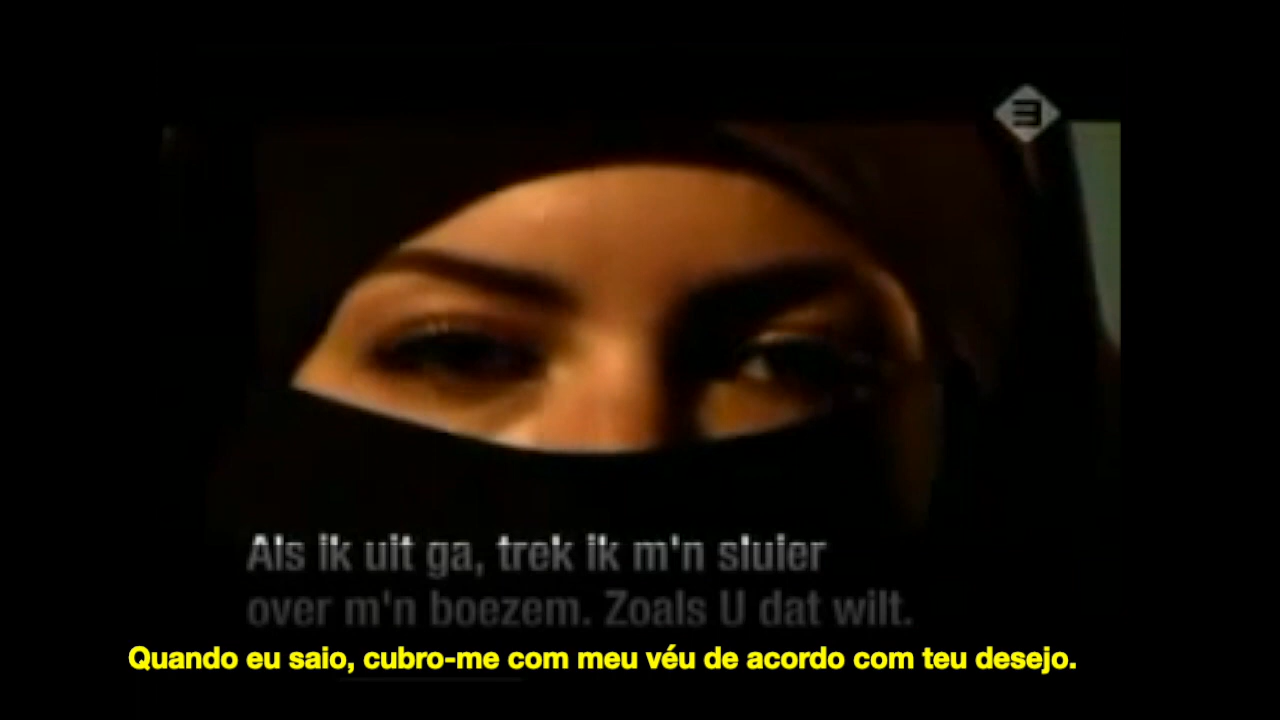 3
Als ik uit ga, trek ik m'n sluier
over m'n boezem. Zoals U dat wilt.
Quando eu saio, cubro-me com meu véu de acordo com teu desejo.